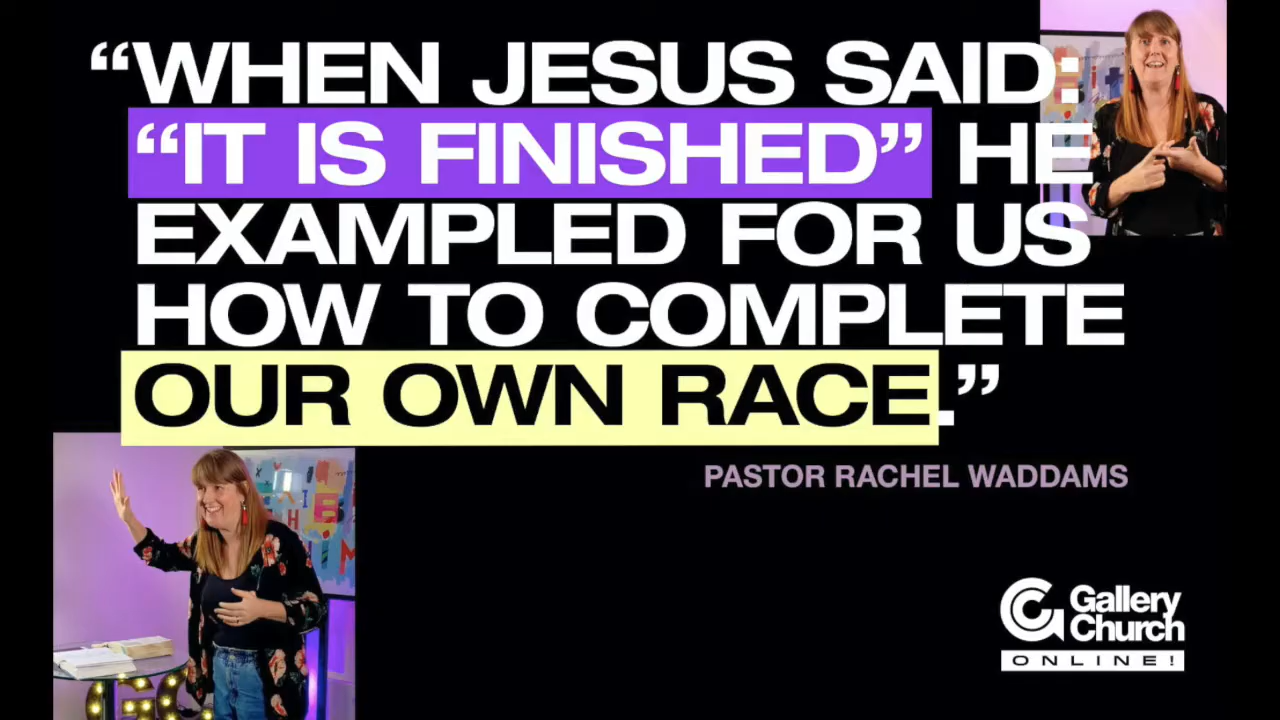 “WHEN JESUS SAID:
“IT IS FINISHED” HE
EXAMPLED FOR US
HOW TO COMPLETE
OUR OWN RACE.”
PASTOR RACHEL WADDAMS
GC
Gallery
Church
ONLINE!